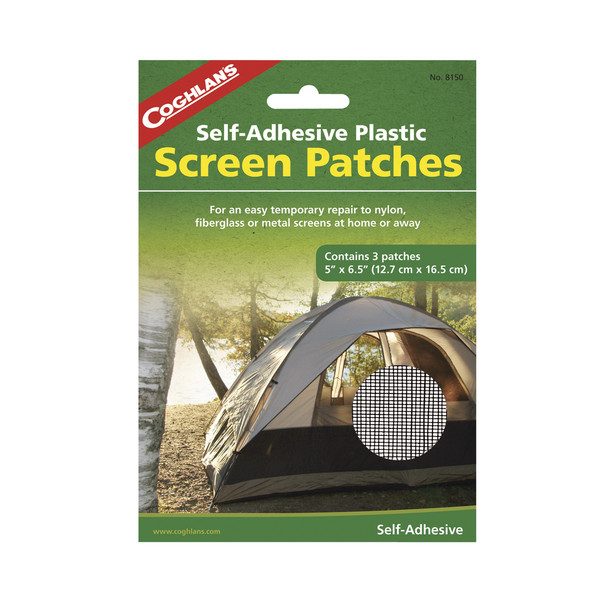 COGHLAN'S
No. 8150
Self-Adhesive Plastic
Screen Patches
For an easy temporary repair to nylon,
fiberglass or metal screens at home or away
Contains 3 patches
5” x 6.5” (12.7 cm x 16.5 cm)
www.coghlans.com
Self-Adhesive